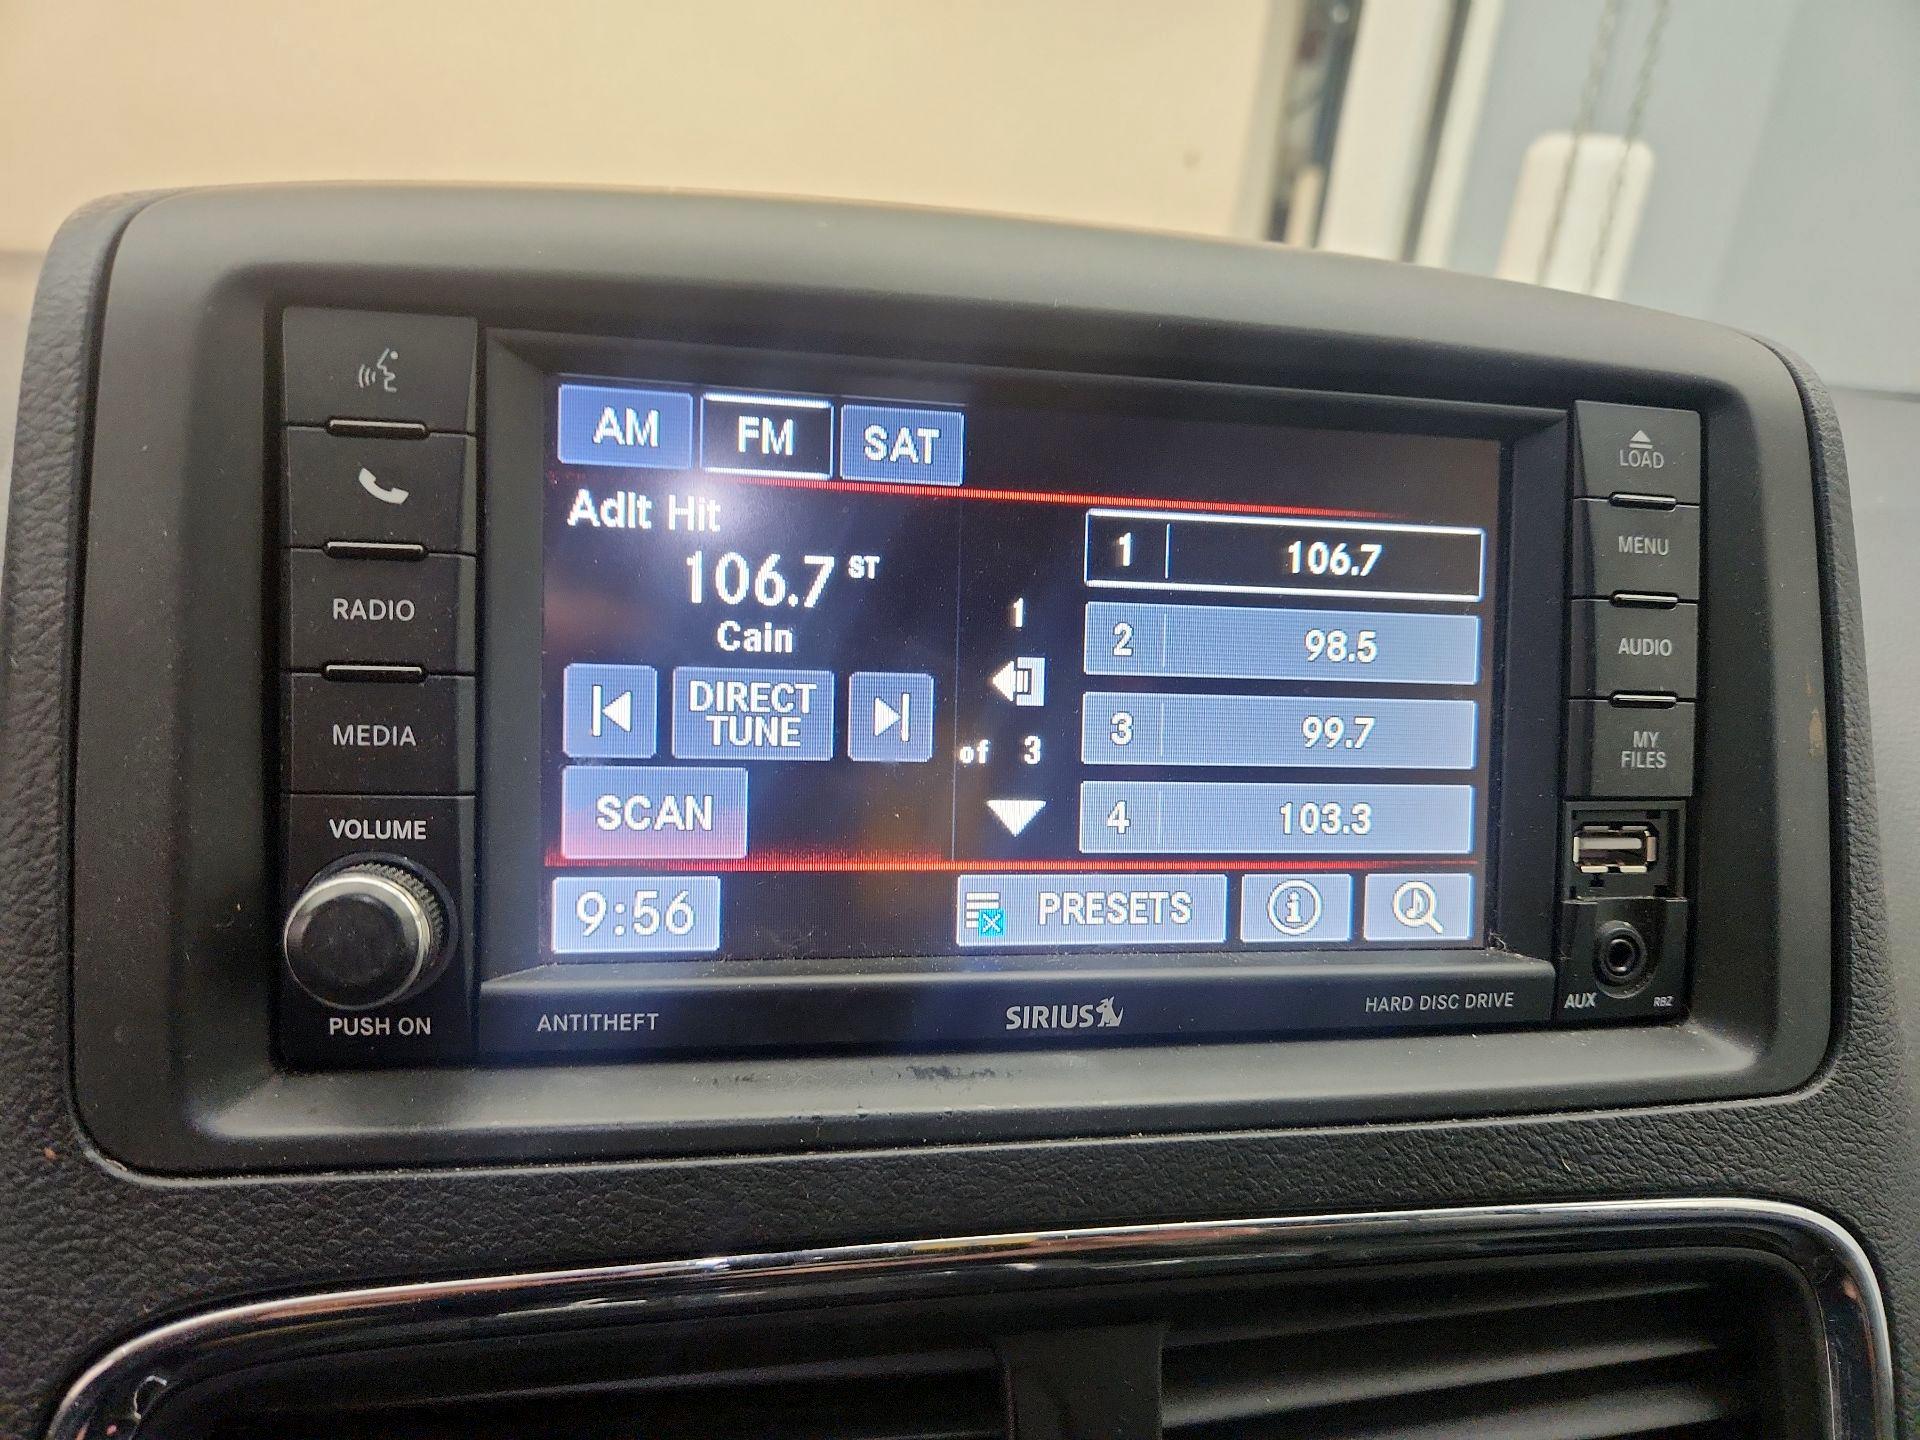 AM FM SAT
Adlt Hit
106.7 ST
Cain
DIRECT
TUNE
SCAN
1
of 3
1 106.7
2 98.5
3 99.7
4 103.3
9:56 PRESETS i
RADIO
MEDIA
VOLUME
PUSH ON
LOAD
MENU
AUDIO
MY
FILES
AUX RBZ
ANTITHEFT SIRIUS HARD DISC DRIVE